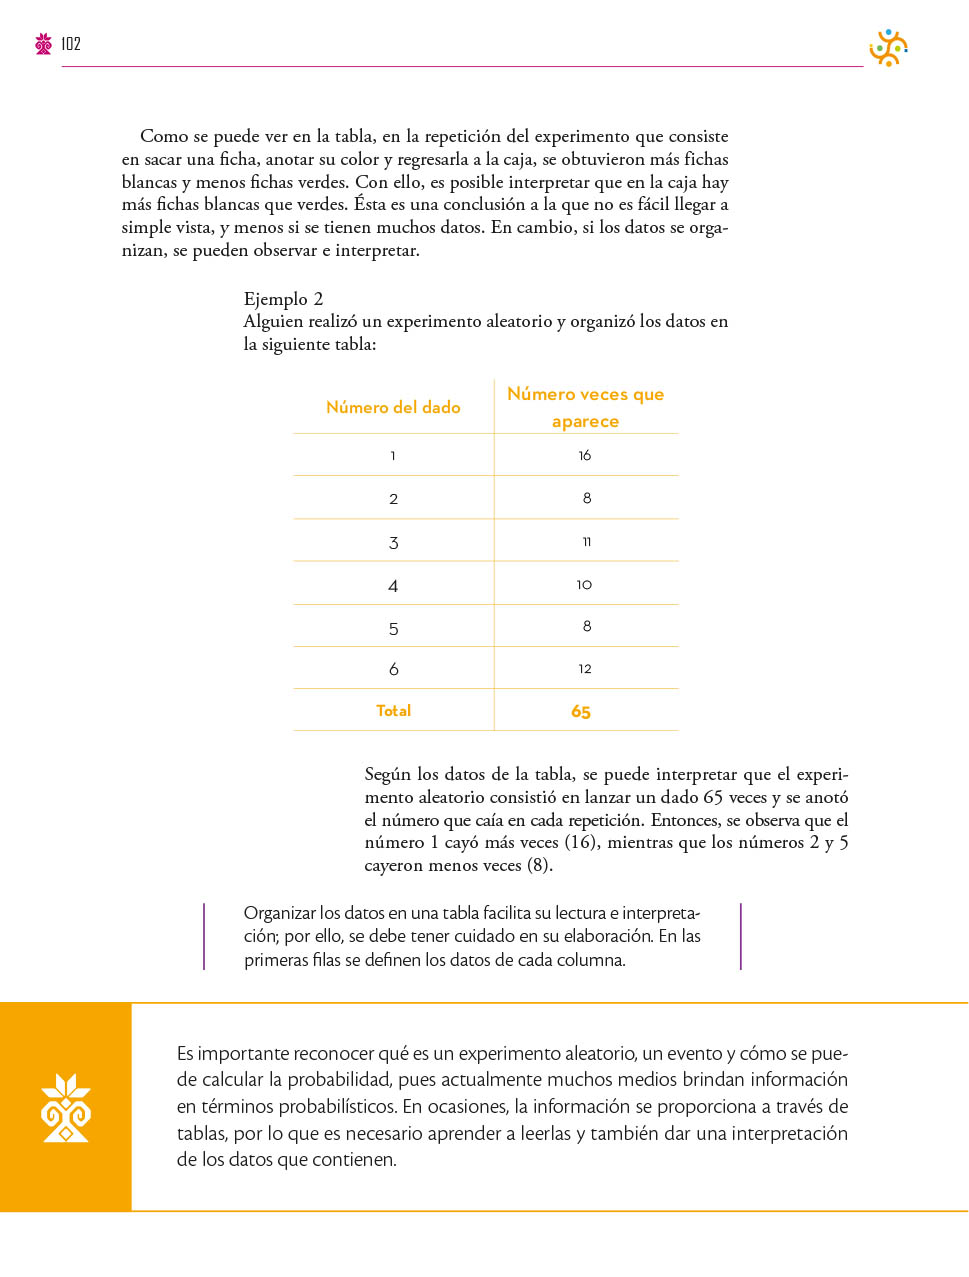 102
Como se puede ver en la tabla, en la repetición del experimento que consiste
en sacar una ficha, anotar su color y regresarla a la caja, se obtuvieron más fichas
blancas y menos fichas verdes. Con ello, es posible interpretar que en la caja hay
más fichas blancas que verdes. Ésta es una conclusión a la que no es fácil llegar a
simple vista, y menos si se tienen muchos datos. En cambio, si los datos se orga-
nizan, se pueden observar e interpretar.
Ejemplo 2
Alguien realizó un experimento aleatorio y organizó los datos en
la siguiente tabla:
Número del dado
Número veces que
aparece
1 16
2 8
3 11
4 10
5 8
6 12
Total 65
Según los datos de la tabla, se puede interpretar que el experi-
mento aleatorio consistió en lanzar un dado 65 veces y se anotó
el número que caía en cada repetición. Entonces, se observa que el
número 1 cayó más veces (16), mientras que los números 2 y 5
cayeron menos veces (8).
Organizar los datos en una tabla facilita su lectura e interpreta-
ción; por ello, se debe tener cuidado en su elaboración. En las
primeras filas se definen los datos de cada columna.
Es importante reconocer qué es un experimento aleatorio, un evento y cómo se pue-
de calcular la probabilidad, pues actualmente muchos medios brindan información
en términos probabilísticos. En ocasiones, la información se proporciona a través de
tablas, por lo que es necesario aprender a leerlas y también dar una interpretación
de los datos que contienen.